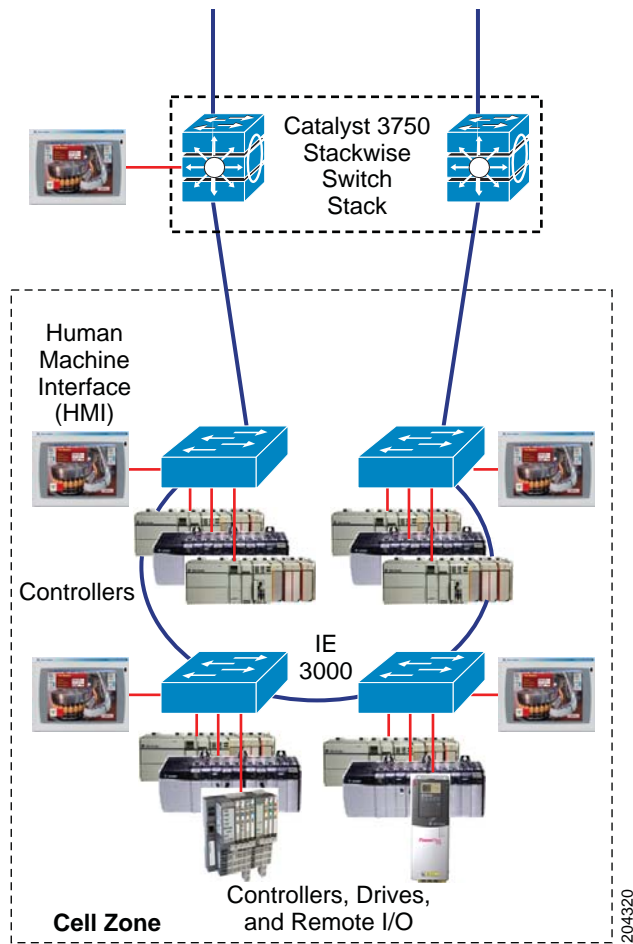 Catalyst 3750
Stackwise
Switch
Stack
Human
Machine
Interface
(HMI)
Controllers
IE
3000
Controllers, Drives,
and Remote I/O
Cell Zone
204320